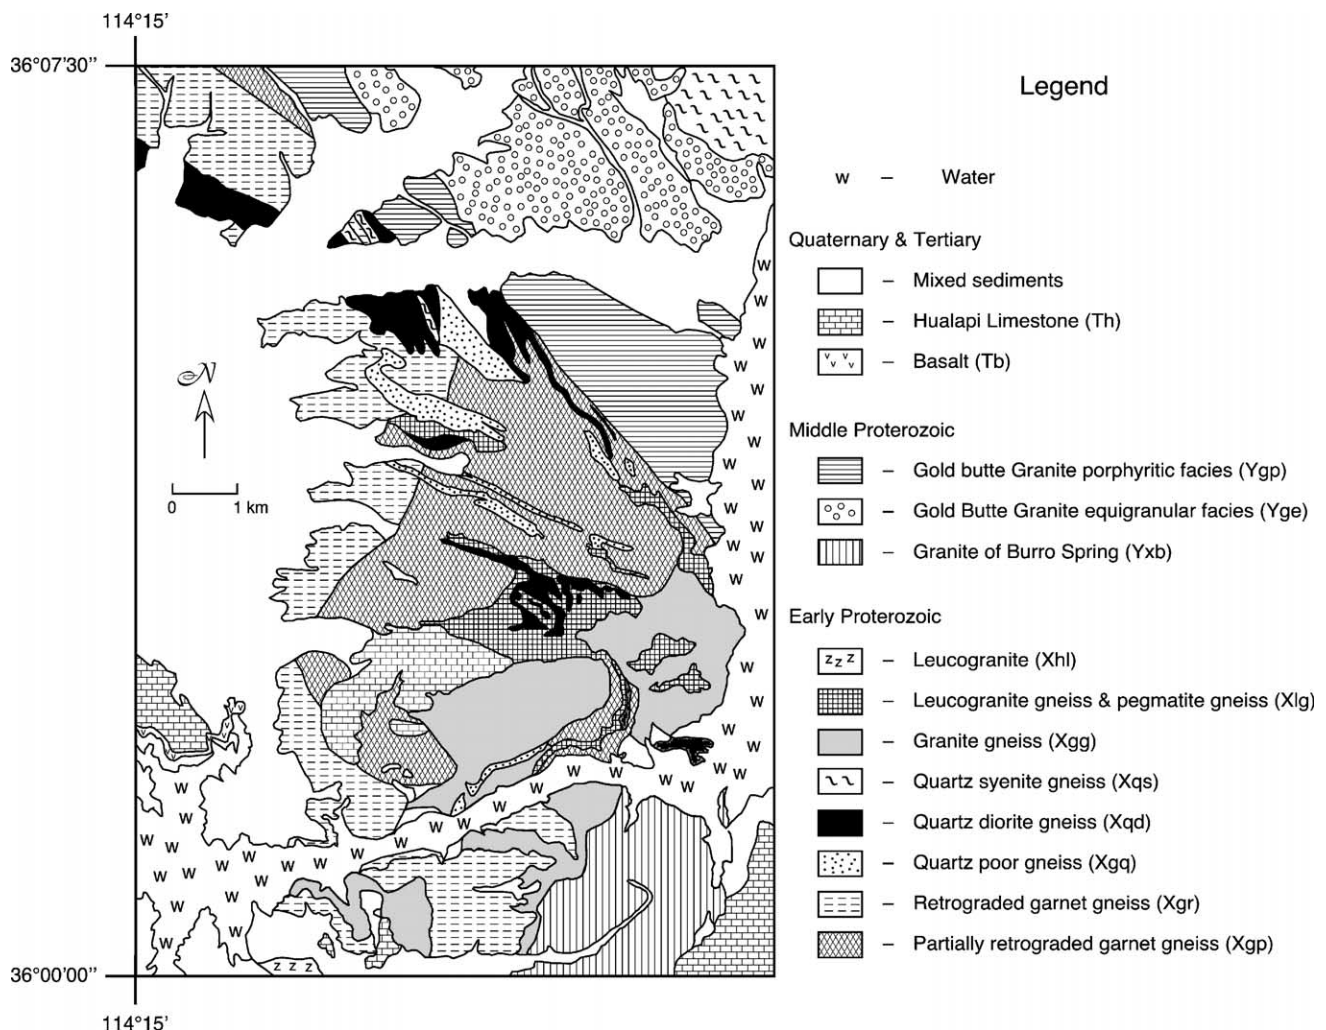 114°15'
36°07'30''
Legend
w – Water
Quaternary & Tertiary
– Mixed sediments
– Hualapi Limestone (Th)
– Basalt (Tb)
N
Middle Proterozoic
– Gold butte Granite porphyritic facies (Ygp)
0 1 km
– Gold Butte Granite equigranular facies (Yge)
– Granite of Burro Spring (Yxb)
Early Proterozoic
z z z – Leucogranite (Xhl)
– Leucogranite gneiss & pegmatite gneiss (Xlg)
– Granite gneiss (Xgg)
– Quartz syenite gneiss (Xqs)
– Quartz diorite gneiss (Xqd)
– Quartz poor gneiss (Xgq)
– Retrograded garnet gneiss (Xgr)
– Partially retrograded garnet gneiss (Xgp)
z z z
36°00'00''
114°15'